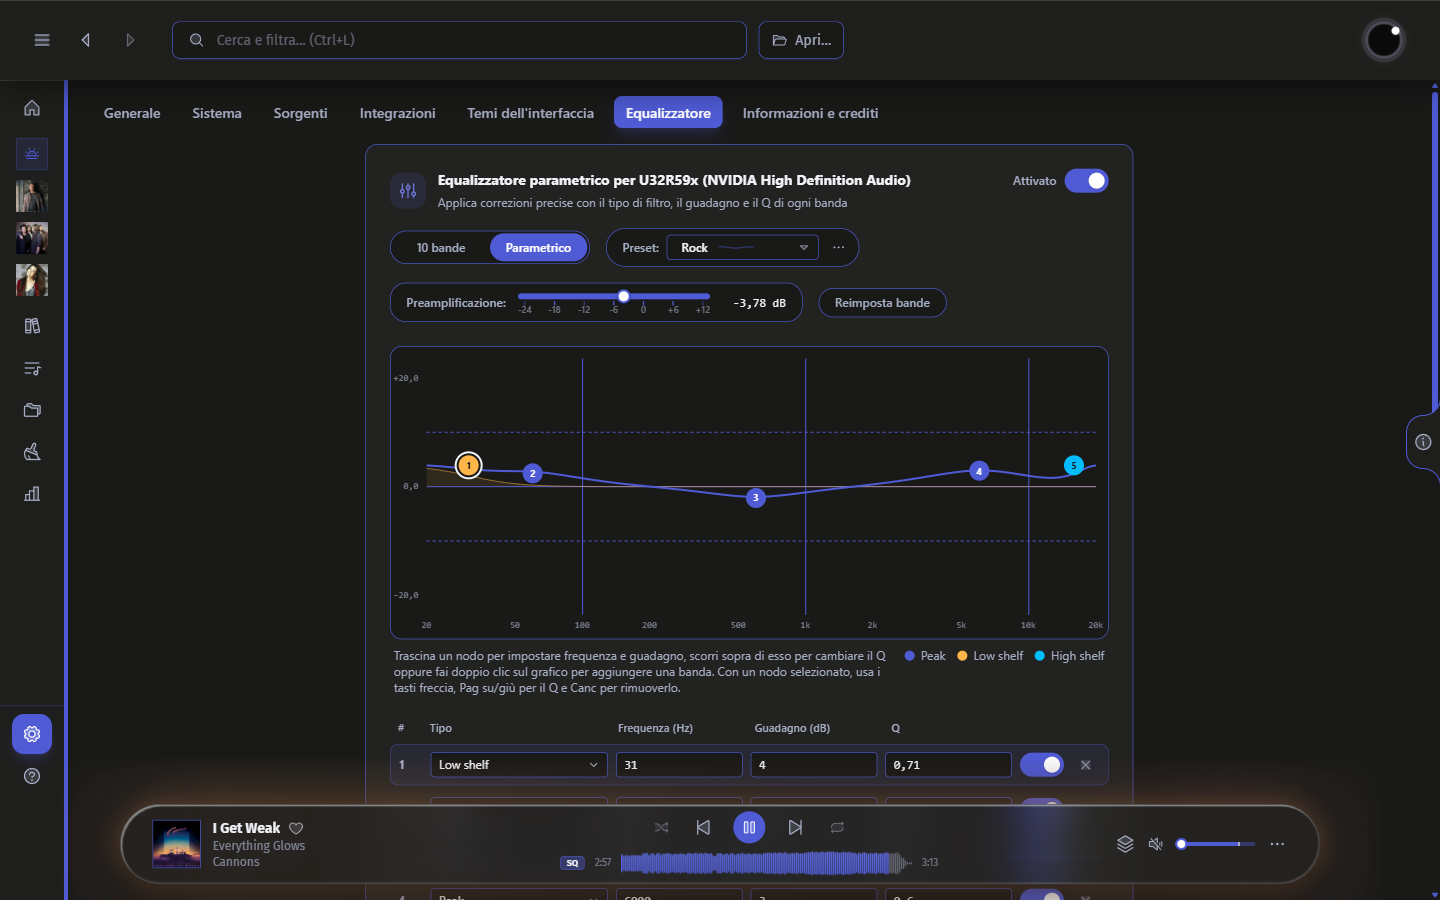 Cerca e filtra... (Ctrl+L)
Apri...
Generale
Sistema
Sorgenti
Integrazioni
Temi dell'interfaccia
Equalizzatore
Informazioni e crediti
Equalizzatore parametrico per U32R59x (NVIDIA High Definition Audio)
Applica correzioni precise con il tipo di filtro, il guadagno e il Q di ogni banda
Attivato
10 bande
Parametrico
Preset:
Rock
Preamplificazione:
-24 -18 -12 -6 0 +6 +12
-3,78 dB
Reimposta bande
+20,0
0,0
-20,0
1
2
3
4
5
20 50 100 200 500 1k 2k 5k 10k 20k
Trascina un nodo per impostare frequenza e guadagno, scorri sopra di esso per cambiare il Q
oppure fai doppio clic sul grafico per aggiungere una banda. Con un nodo selezionato, usa i
tasti freccia, Pag su/giù per il Q e Canc per rimuoverlo.
Peak
Low shelf
High shelf
# Tipo Frequenza (Hz) Guadagno (dB) Q
1 Low shelf 31 4 0,71
I Get Weak
Everything Glows
Cannons
SQ
2:57
3:13